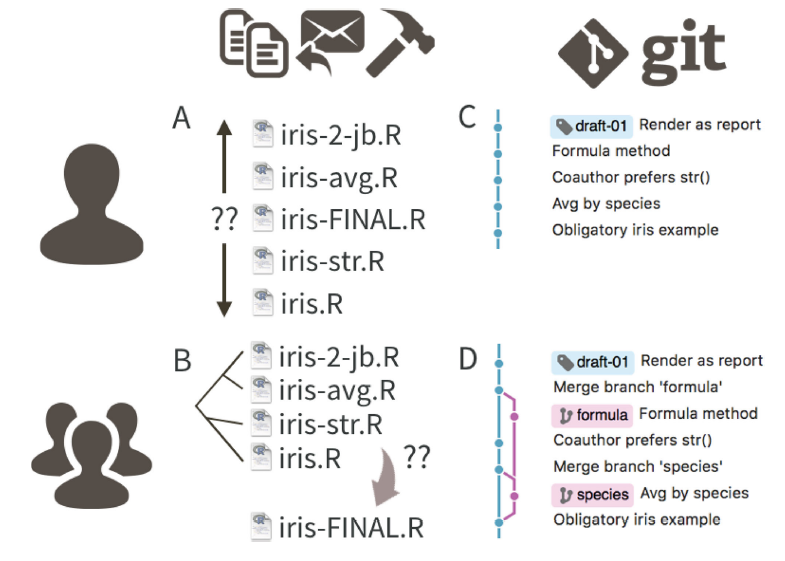 git
A
iris-2-jb.R
iris-avg.R
??
iris-FINAL.R
iris-str.R
iris.R
C
draft-01 Render as report
Formula method
Coauthor prefers str()
Avg by species
Obligatory iris example
B
iris-2-jb.R
iris-avg.R
iris-str.R
iris.R
??
iris-FINAL.R
D
draft-01 Render as report
Merge branch 'formula'
formula Formula method
Coauthor prefers str()
Merge branch 'species'
species Avg by species
Obligatory iris example